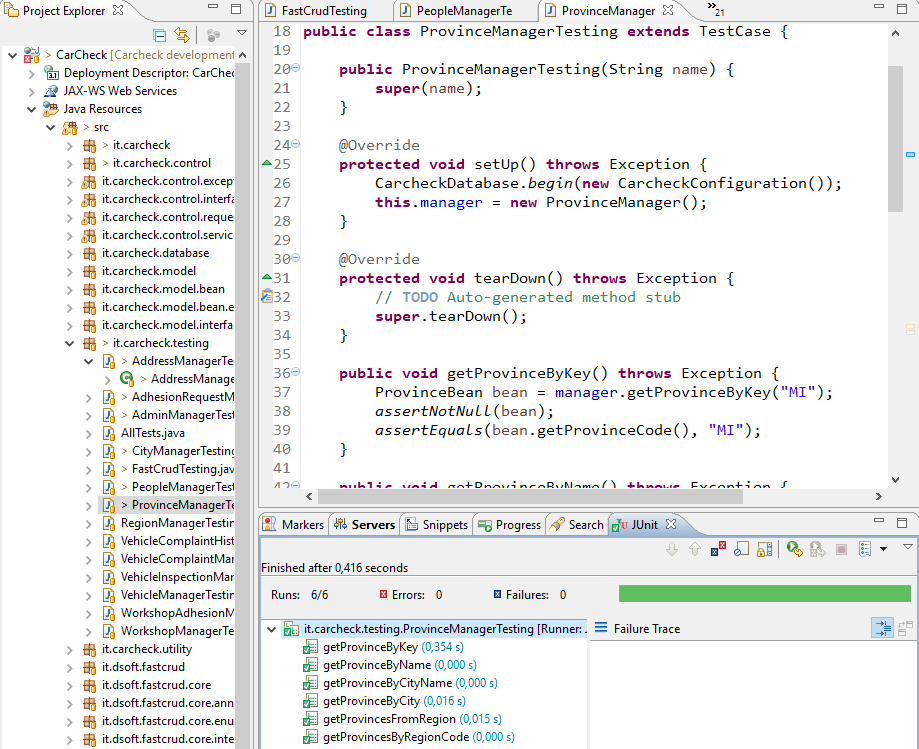 Project Explorer
> CarCheck [Carcheck development
Deployment Descriptor: CarChec
JAX-WS Web Services
Java Resources
> src
> it.carcheck
> it.carcheck.control
it.carcheck.control.except
it.carcheck.control.interfa
it.carcheck.control.reque
it.carcheck.control.servic
it.carcheck.database
it.carcheck.model
it.carcheck.model.bean
it.carcheck.model.bean.e
it.carcheck.model.interfa
> it.carcheck.testing
> AddressManagerTe
> AddressManage
> AdhesionRequestM
> AdminManagerTest
AllTests.java
> CityManagerTesting
> FastCrudTesting.jav
> PeopleManagerTest
> ProvinceManagerTe
RegionManagerTestin
VehicleComplaintHist
VehicleComplaintMar
VehicleInspectionMar
VehicleManagerTestin
WorkshopAdhesionM
WorkshopManagerTe
it.carcheck.utility
it.dsoft.fastcrud
it.dsoft.fastcrud.core
it.dsoft.fastcrud.core.ann
it.dsoft.fastcrud.core.enu
it.dsoft.fastcrud.core.inte
FastCrudTesting
PeopleManagerTe
ProvinceManager
»21
18 public class ProvinceManagerTesting extends TestCase {
19
20 public ProvinceManagerTesting(String name) {
21 super(name);
22 }
23
24 @Override
25 protected void setUp() throws Exception {
26 CarcheckDatabase.begin(new CarcheckConfiguration());
27 this.manager = new ProvinceManager();
28 }
29
30 @Override
31 protected void tearDown() throws Exception {
32 // TODO Auto-generated method stub
33 super.tearDown();
34 }
35
36 public void getProvinceByKey() throws Exception {
37 ProvinceBean bean = manager.getProvinceByKey("MI");
38 assertNotNull(bean);
39 assertEquals(bean.getProvinceCode(), "MI");
40 }
41
42 public void getProvinceByName() throws Exception {
Markers
Servers
Snippets
Progress
Search
JUnit
Finished after 0,416 seconds
Runs: 6/6
Errors: 0
Failures: 0
it.carcheck.testing.ProvinceManagerTesting [Runner: J
getProvinceByKey (0,354 s)
getProvinceByName (0,000 s)
getProvinceByCityName (0,000 s)
getProvinceByCity (0,016 s)
getProvincesFromRegion (0,015 s)
getProvincesByRegionCode (0,000 s)
Failure Trace